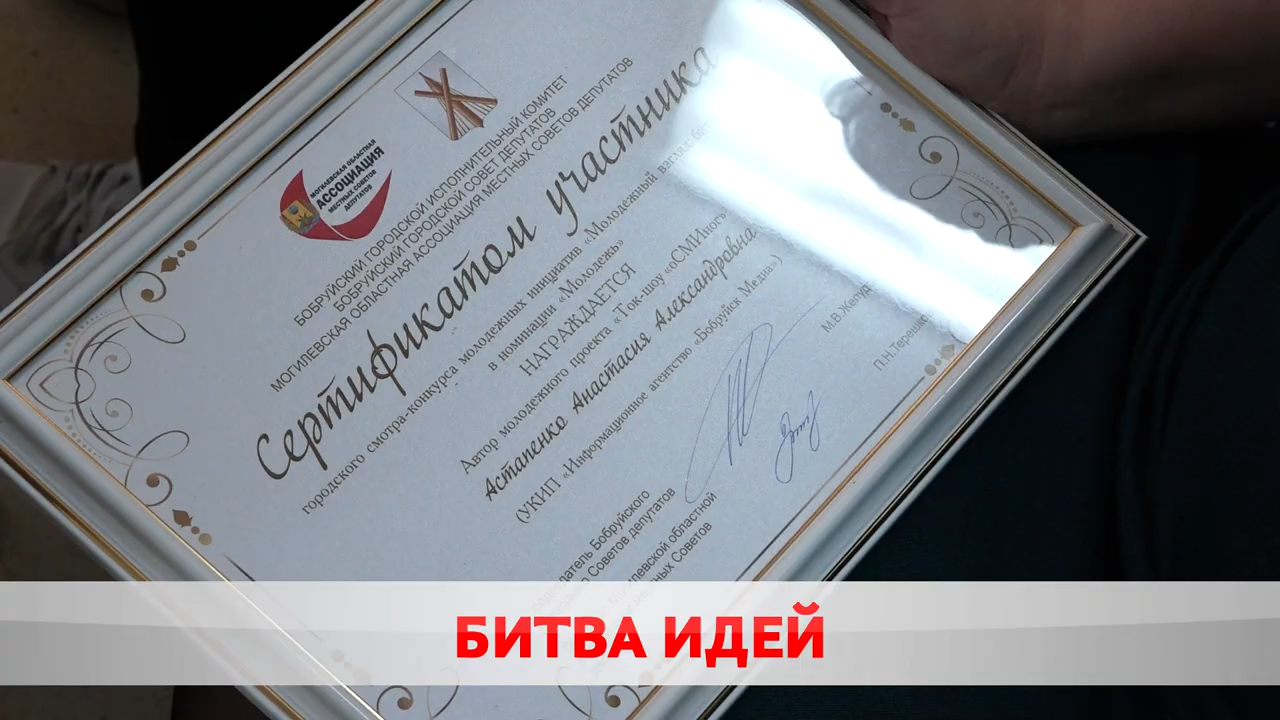 МОГИЛЕВСКАЯ ОБЛАСТНАЯ
АССОЦИАЦИЯ
МЕСТНЫХ СОВЕТОВ
ДЕПУТАТОВ
БОБРУЙСКИЙ ГОРОДСКОЙ ИСПОЛНИТЕЛЬНЫЙ КОМИТЕТ
БОБРУЙСКИЙ ГОРОДСКОЙ СОВЕТ ДЕПУТАТОВ
МОГИЛЕВСКАЯ ОБЛАСТНАЯ АССОЦИАЦИЯ МЕСТНЫХ СОВЕТОВ ДЕПУТАТОВ
Сертификатом участника
городского смотра-конкурса молодежных инициатив «Молодежный взгляд:
в номинации «Молодежь»
НАГРАЖДАЕТСЯ
Автор молодежного проекта «Ток-шоу «оСМИног»
Астапенко Анастасия Александровна
(УКИП «Информационное агентство «Бобруйск Медиа»)
Бобруйского
Советов депутатов
М.В.Желуд
областной
Советов
П.Н.Терешко
БИТВА ИДЕЙ